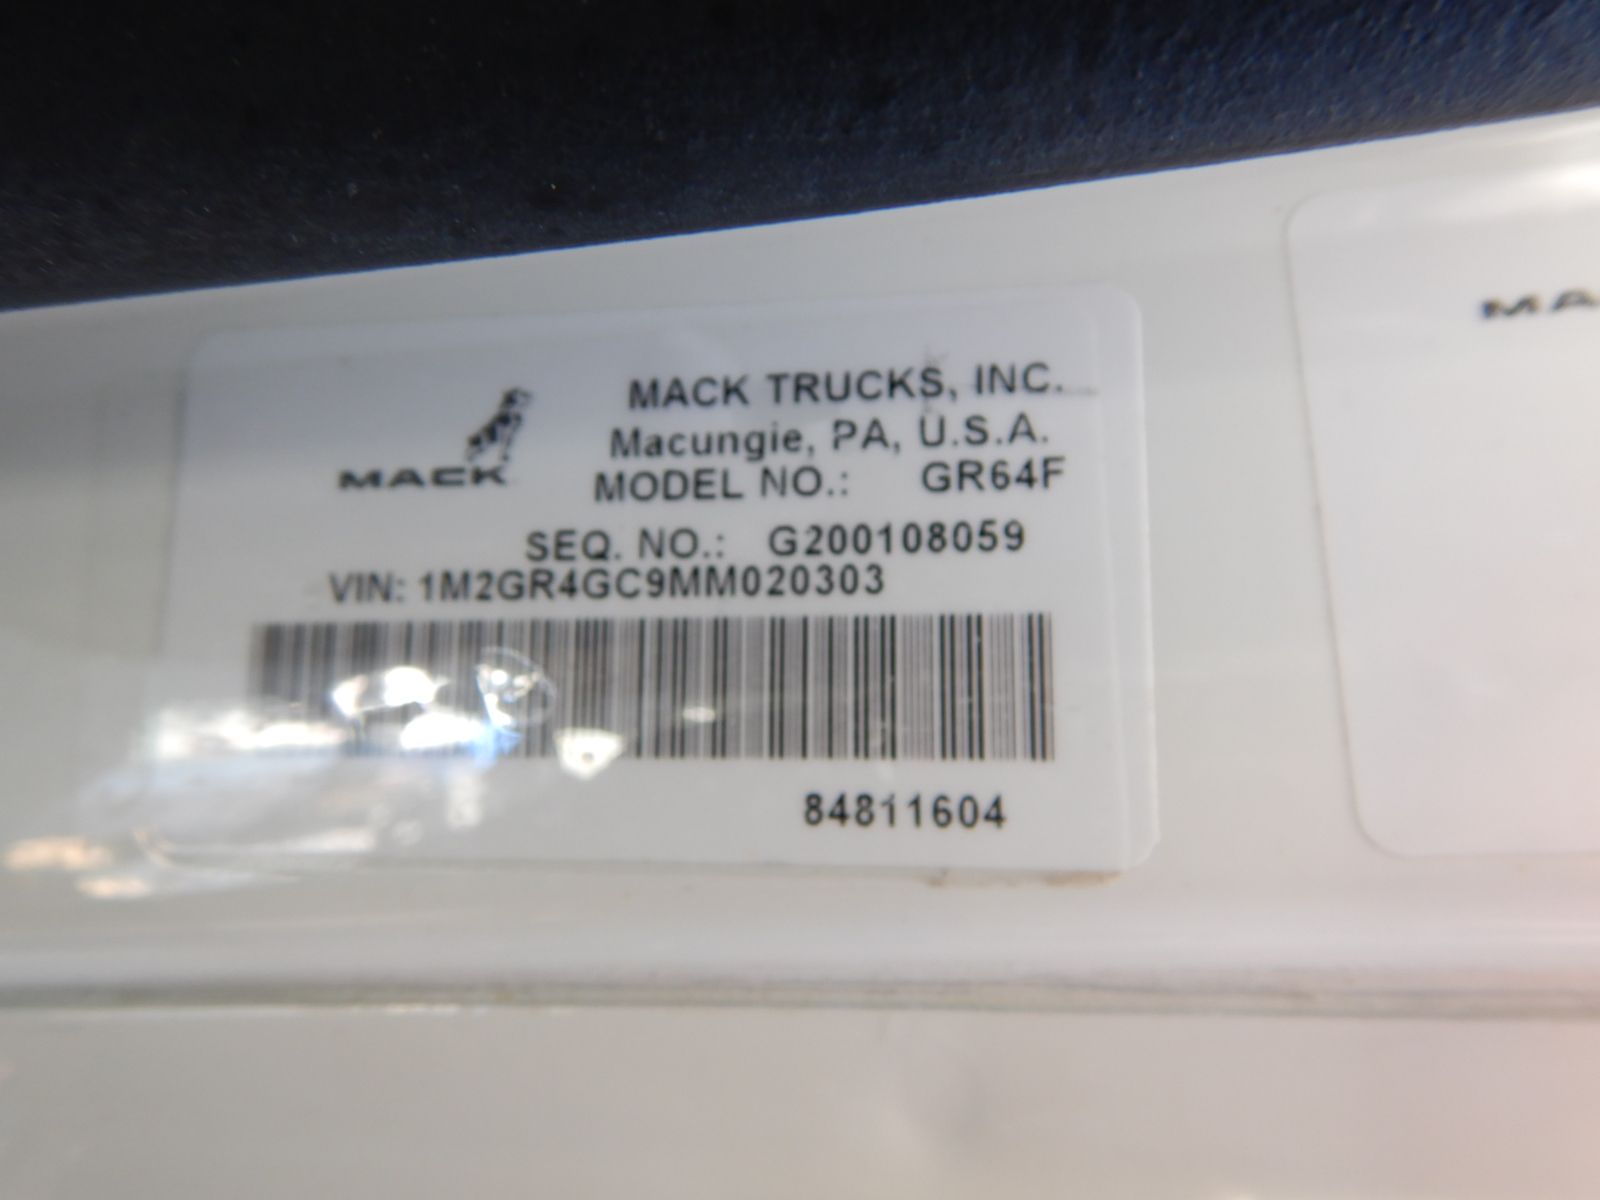 MACK
MACK TRUCKS, INC.
Macungie, PA, U.S.A.
MODEL NO.: GR64F
SEQ. NO.: G200108059
VIN: 1M2GR4GC9MM020303
84811604